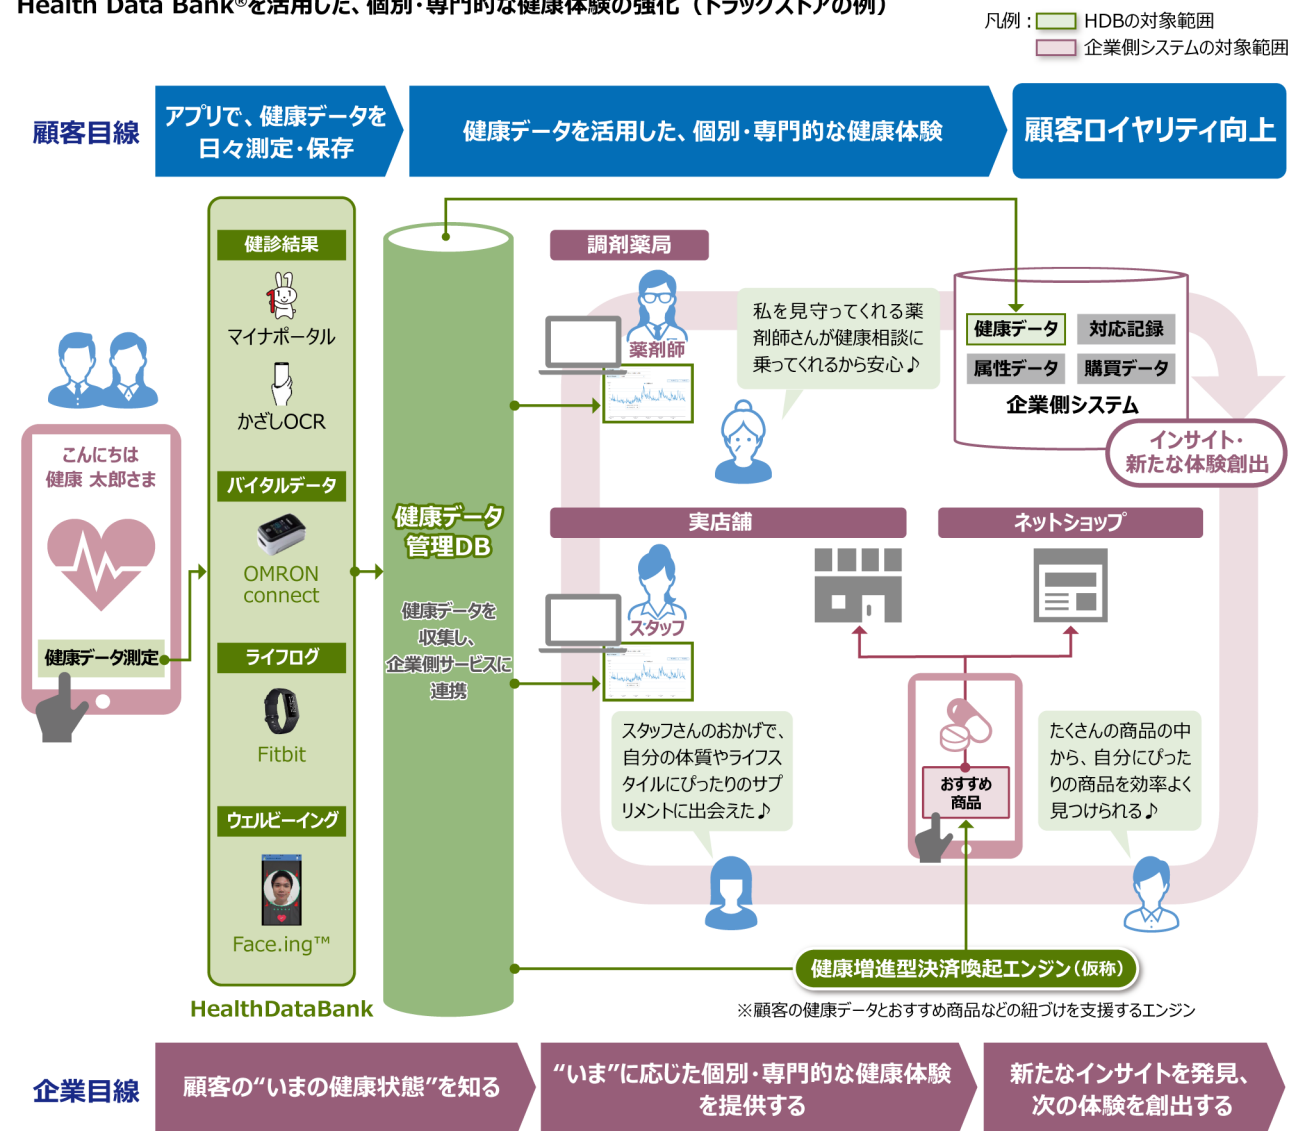 Health Data Bank®を活用した、個別・専門的な健康体験の強化（ドラッグストアの例）
凡例：
HDBの対象範囲
企業側システムの対象範囲
顧客目線
アプリで、健康データを
日々測定・保存
健康データを活用した、個別・専門的な健康体験
顧客ロイヤリティ向上
こんにちは
健康 太郎さま
健康データ測定
健診結果
マイナポータル
かざしOCR
バイタルデータ
OMRON
connect
ライフログ
Fitbit
ウェルビーイング
Face.ing™
HealthDataBank
健康データ
管理DB
健康データを
収集し、
企業側サービスに
連携
調剤薬局
薬剤師
私を見守ってくれる薬
剤師さんが健康相談に
乗ってくれるから安心♪
健康データ
対応記録
属性データ
購買データ
企業側システム
インサイト・
新たな体験創出
実店舗
スタッフ
スタッフさんのおかげで、
自分の体質やライフス
タイルにぴったりのサプ
リメントに出会えた♪
ネットショップ
おすすめ
商品
たくさんの商品の中
から、自分にぴった
りの商品を効率よく
見つけられる♪
健康増進型決済喚起エンジン（仮称）
※顧客の健康データとおすすめ商品などの紐づけを支援するエンジン
企業目線
顧客の“いまの健康状態”を知る
“いま”に応じた個別・専門的な健康体験
を提供する
新たなインサイトを発見、
次の体験を創出する